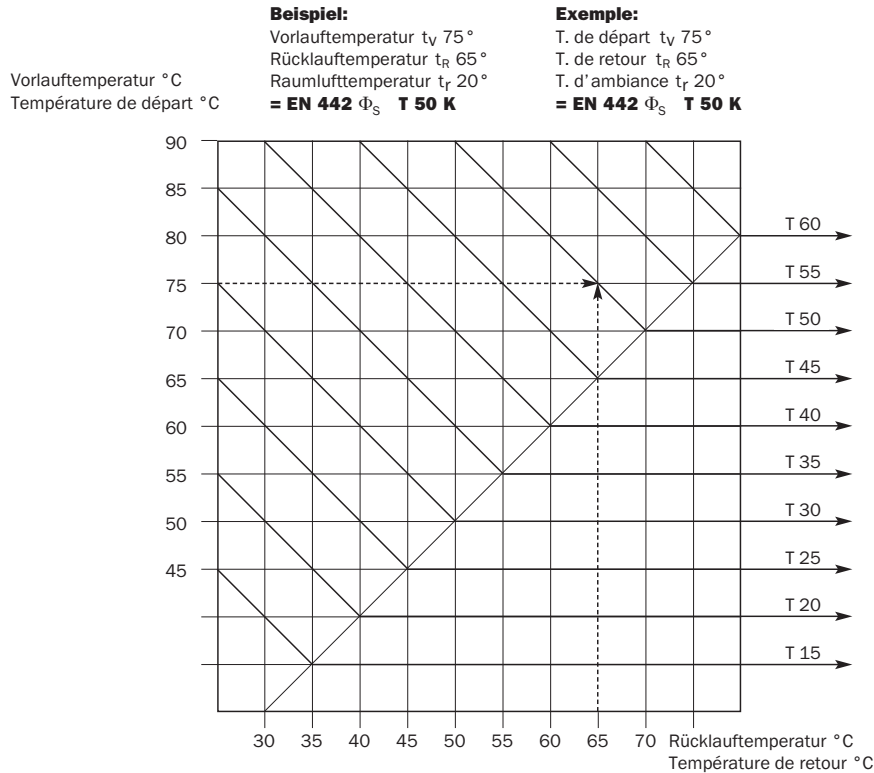 Beispiel:
Vorlauftemperatur tV 75°
Rücklauftemperatur tR 65°
Raumlufttemperatur tr 20°
= EN 442 ΦS T 50 K
Exemple:
T. de départ tV 75°
T. de retour tR 65°
T. d'ambiance tr 20°
= EN 442 ΦS T 50 K
Vorlauftemperatur °C
Température de départ °C
90
85
80
75
70
65
60
55
50
45
T 60
T 55
T 50
T 45
T 40
T 35
T 30
T 25
T 20
T 15
30 35 40 45 50 55 60 65 70 Rücklauftemperatur °C
Température de retour °C